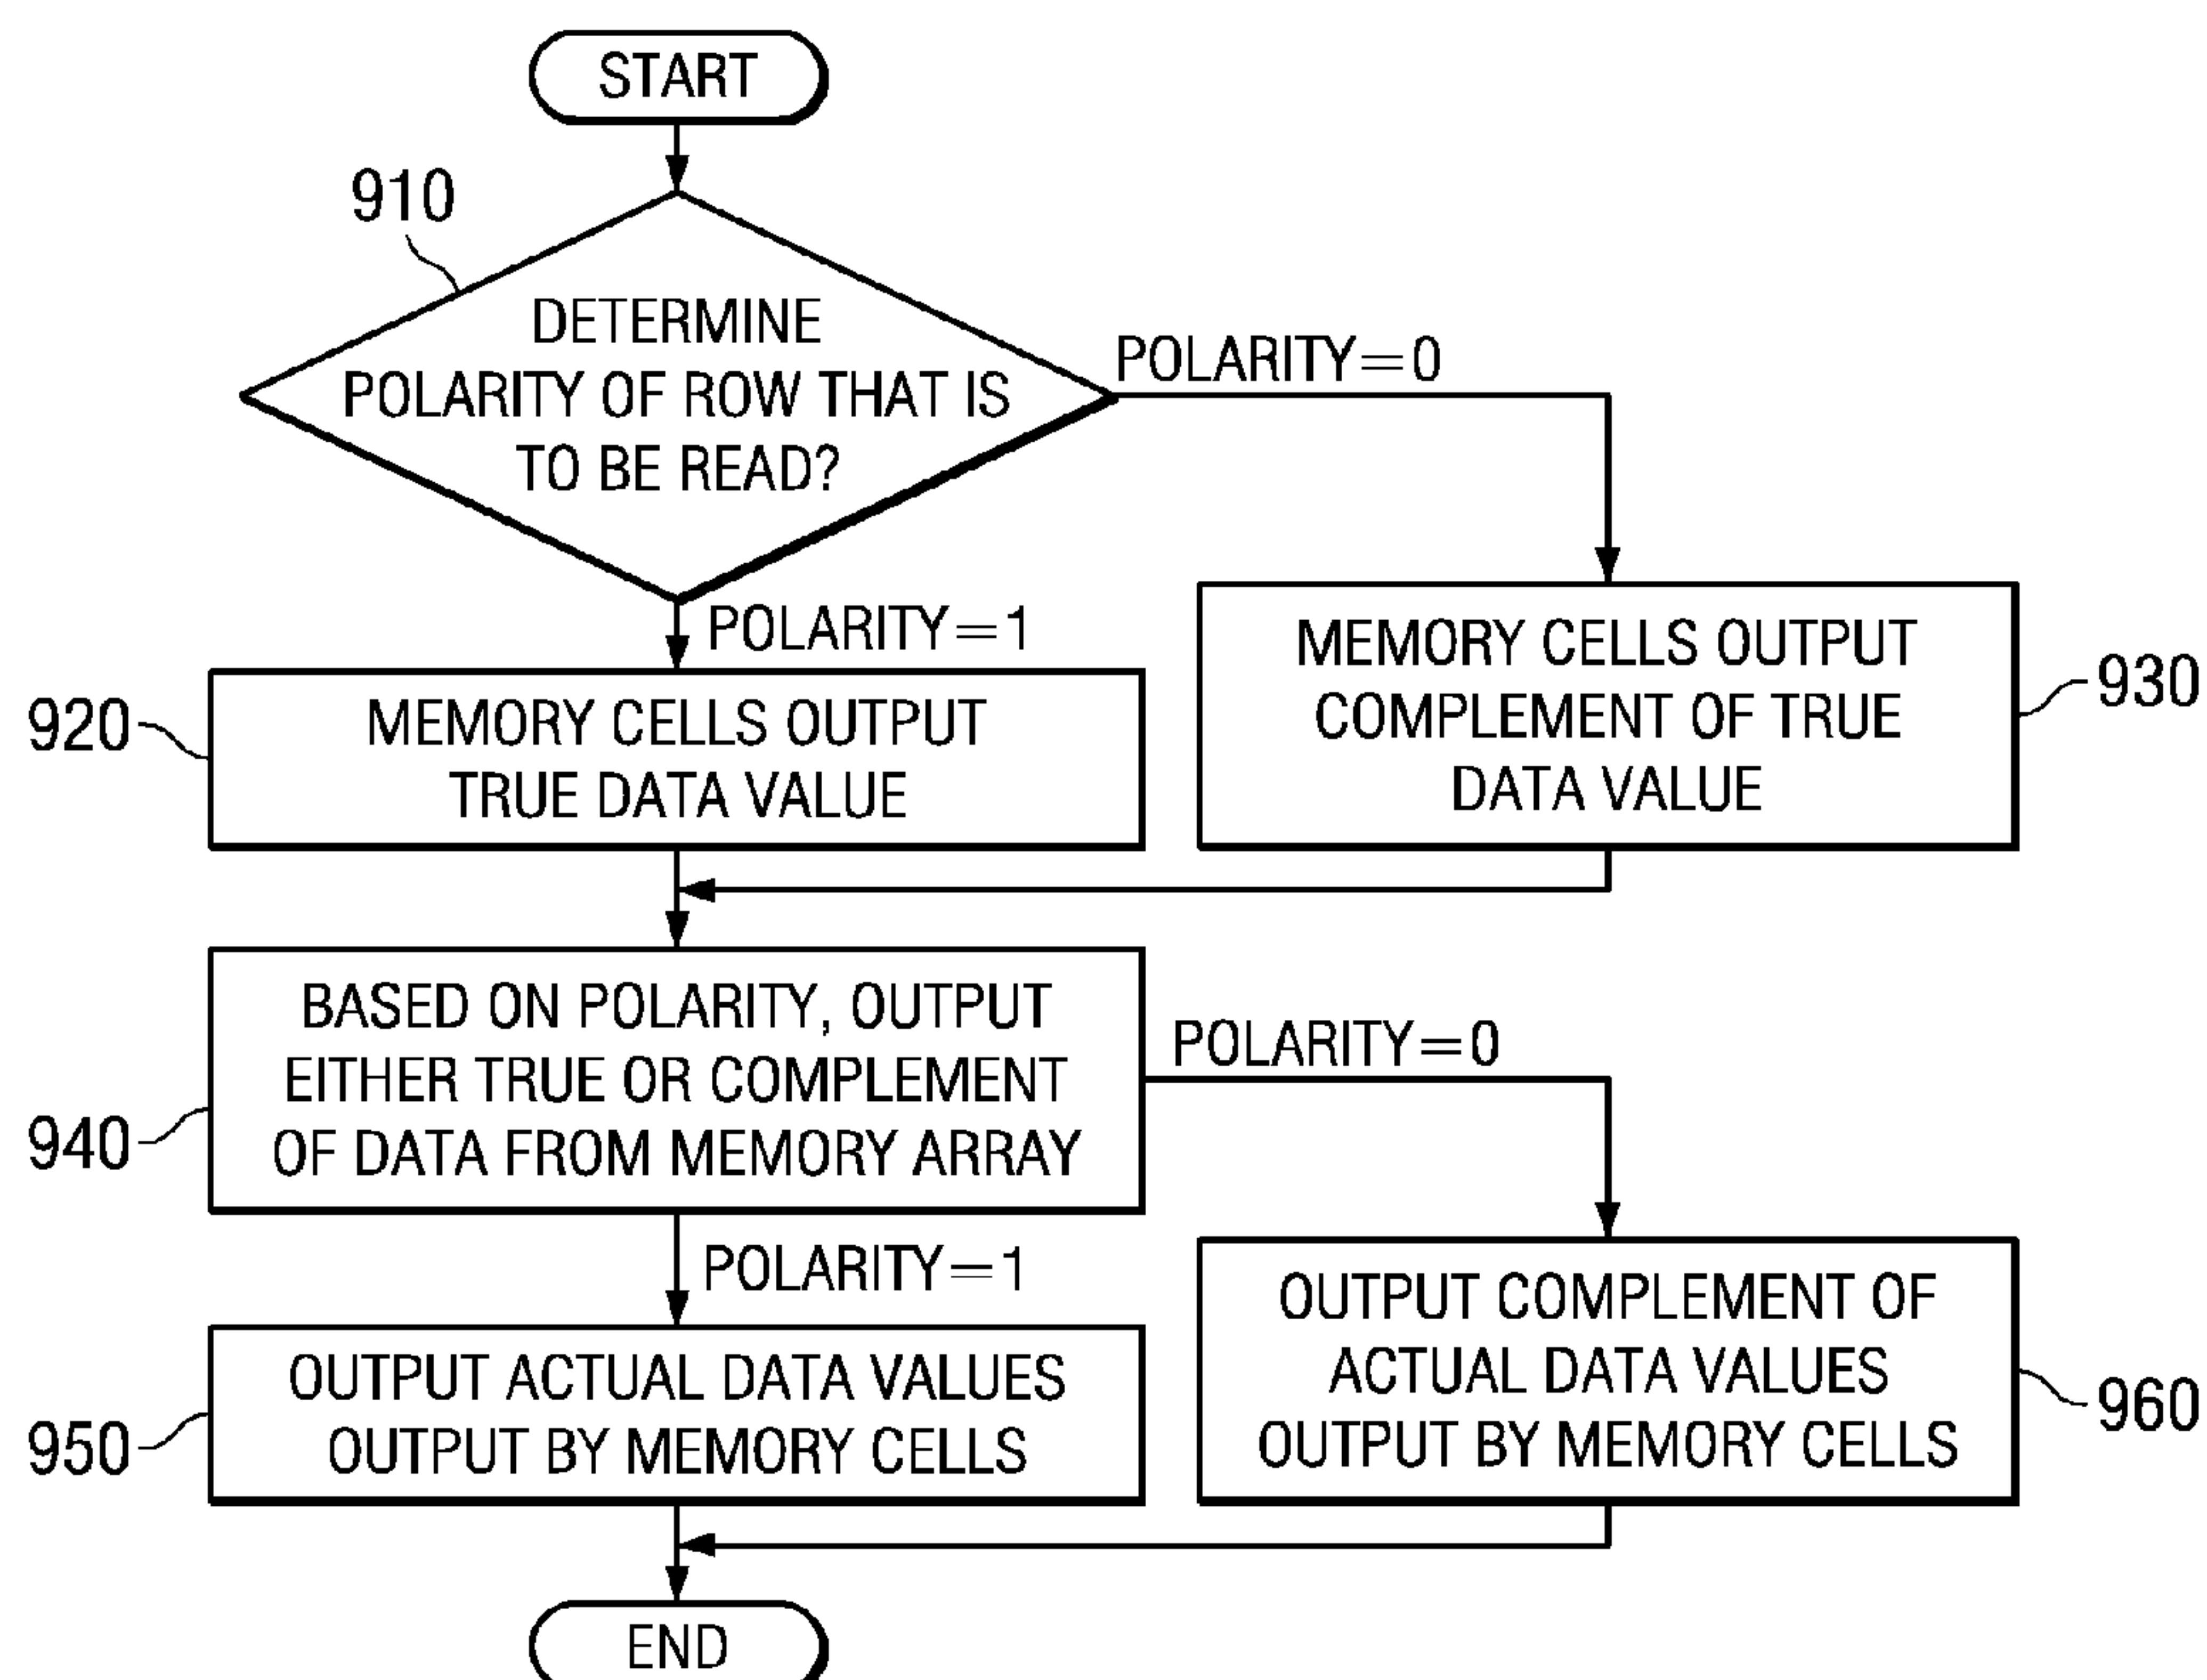 START
910
DETERMINE
POLARITY OF ROW THAT IS
TO BE READ?
POLARITY=0
POLARITY=1
920
MEMORY CELLS OUTPUT
TRUE DATA VALUE
MEMORY CELLS OUTPUT
COMPLEMENT OF TRUE
DATA VALUE
930
940
BASED ON POLARITY, OUTPUT
EITHER TRUE OR COMPLEMENT
OF DATA FROM MEMORY ARRAY
POLARITY=0
POLARITY=1
950
OUTPUT ACTUAL DATA VALUES
OUTPUT BY MEMORY CELLS
OUTPUT COMPLEMENT OF
ACTUAL DATA VALUES
OUTPUT BY MEMORY CELLS
960
END